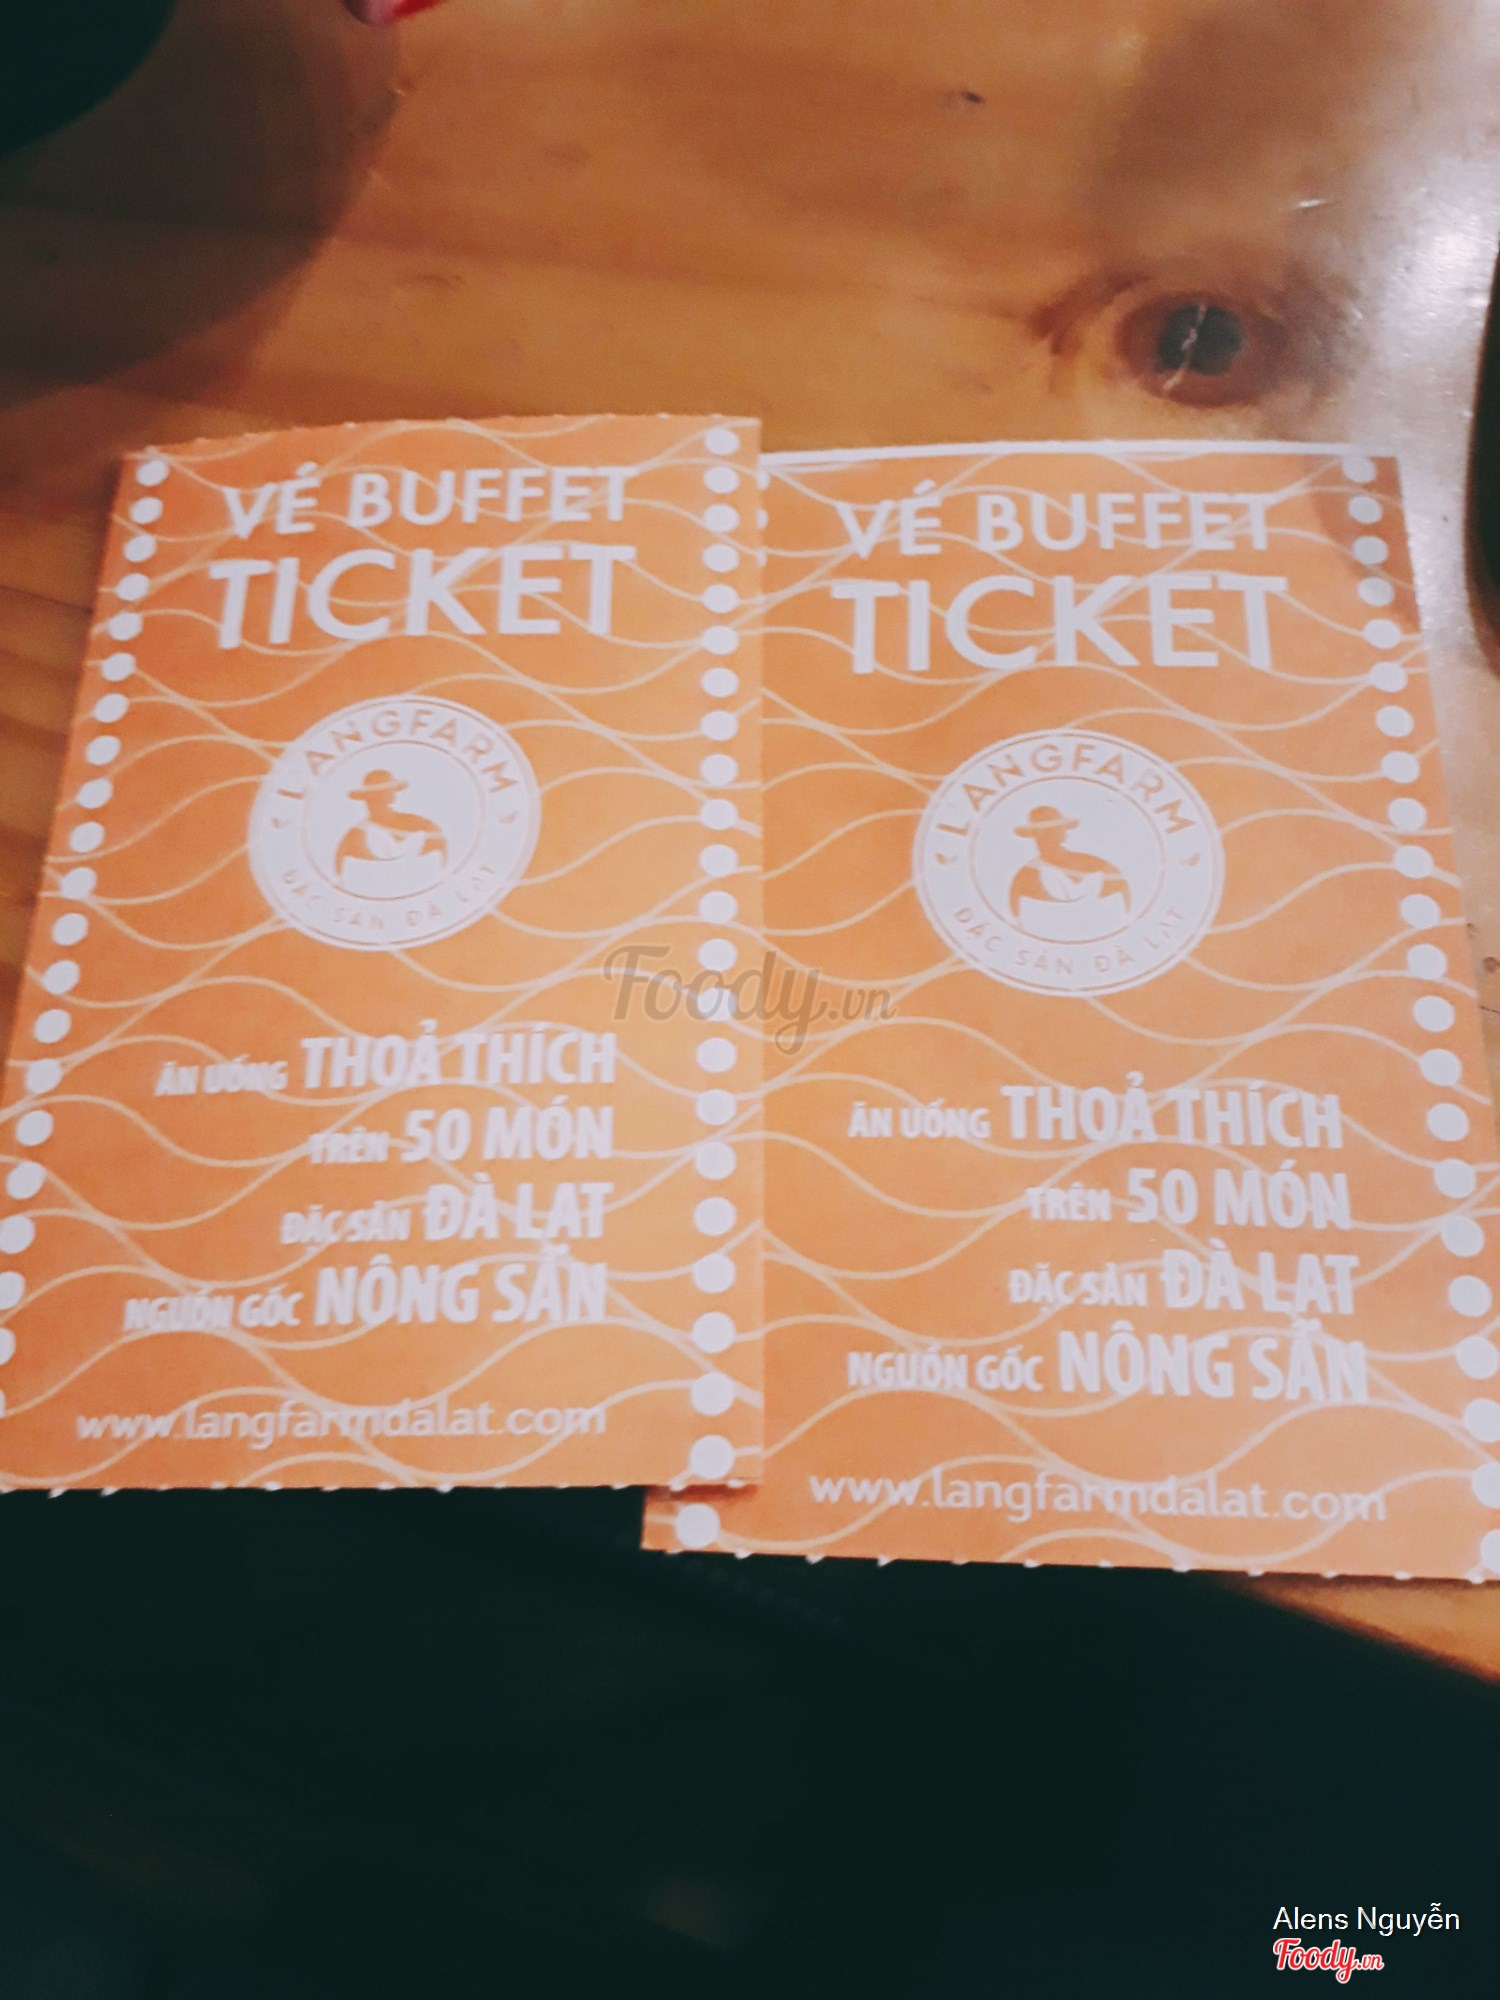 VÉ BUFFET
TICKET
LANGFARM
ĐẶC SẢN ĐÀ LẠT
ĂN UỐNG THOẢ THÍCH
TRÊN 50 MÓN
ĐẶC SẢN ĐÀ LẠT
NGUỒN GỐC NÔNG SẢN
www.langfarmdalat.com
VÉ BUFFET
TICKET
L'ANGFARM
ĐẶC SẢN ĐÀ LẠT
ĂN UỐNG THOẢ THÍCH
TRÊN 50 MÓN
ĐẶC SẢN ĐÀ LẠT
NGUỒN GỐC NÔNG SẢN
www.langfarmdalat.com
Foody.vn
Alens Nguyễn
Foody.vn